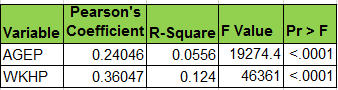 Variable Pearson's Coefficient R-Square F Value Pr > F
AGEP 0.24046 0.0556 19274.4 <.0001
WKHP 0.36047 0.124 46361 <.0001